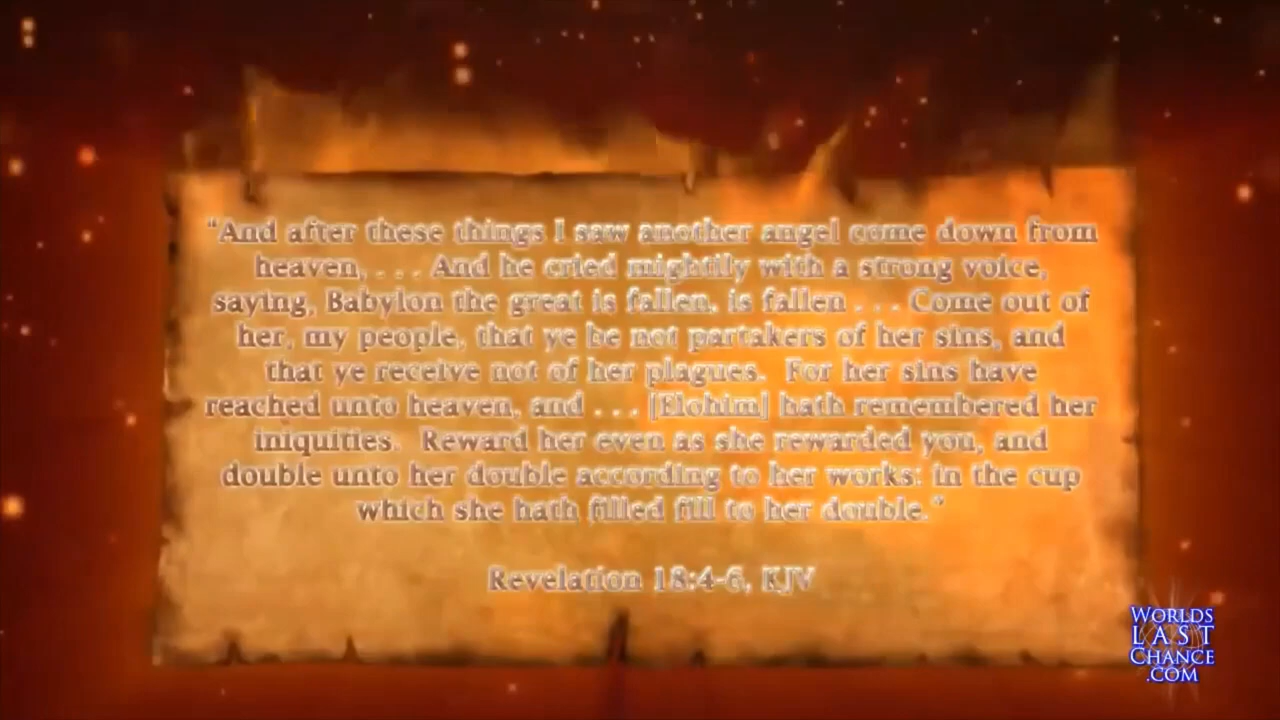 "And after these things I saw another angel come down from
heaven, . . . And he cried mightily with a strong voice,
saying, Babylon the great is fallen, is fallen . . . Come out of
her, my people, that ye be not partakers of her sins, and
that ye receive not of her plagues. For her sins have
reached unto heaven, and . . . [Elohim] hath remembered her
iniquities. Reward her even as she rewarded you, and
double unto her double according to her works: in the cup
which she hath filled fill to her double."
Revelation 18:4-6, KJV
WORLDS
LAST
CHANCE
.COM